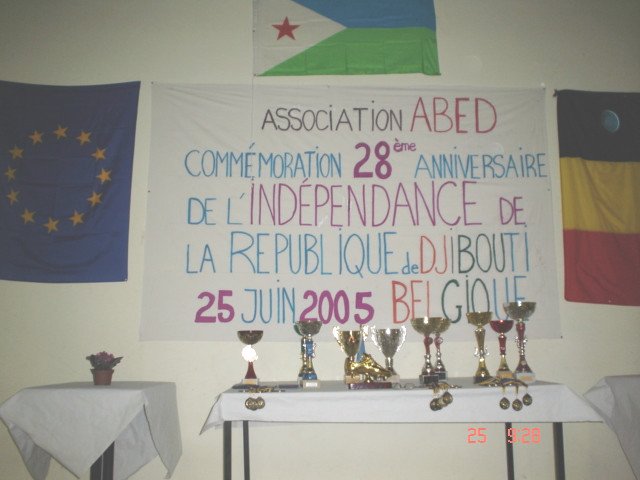 ASSOCIATION ABED
COMMÉMORATION 28ème ANNIVERSAIRE
DE L'INDÉPENDANCE DE
LA REPUBLIQUE de DJIBOUTI
25 JUIN 2005 BELGIQUE
25 9:28